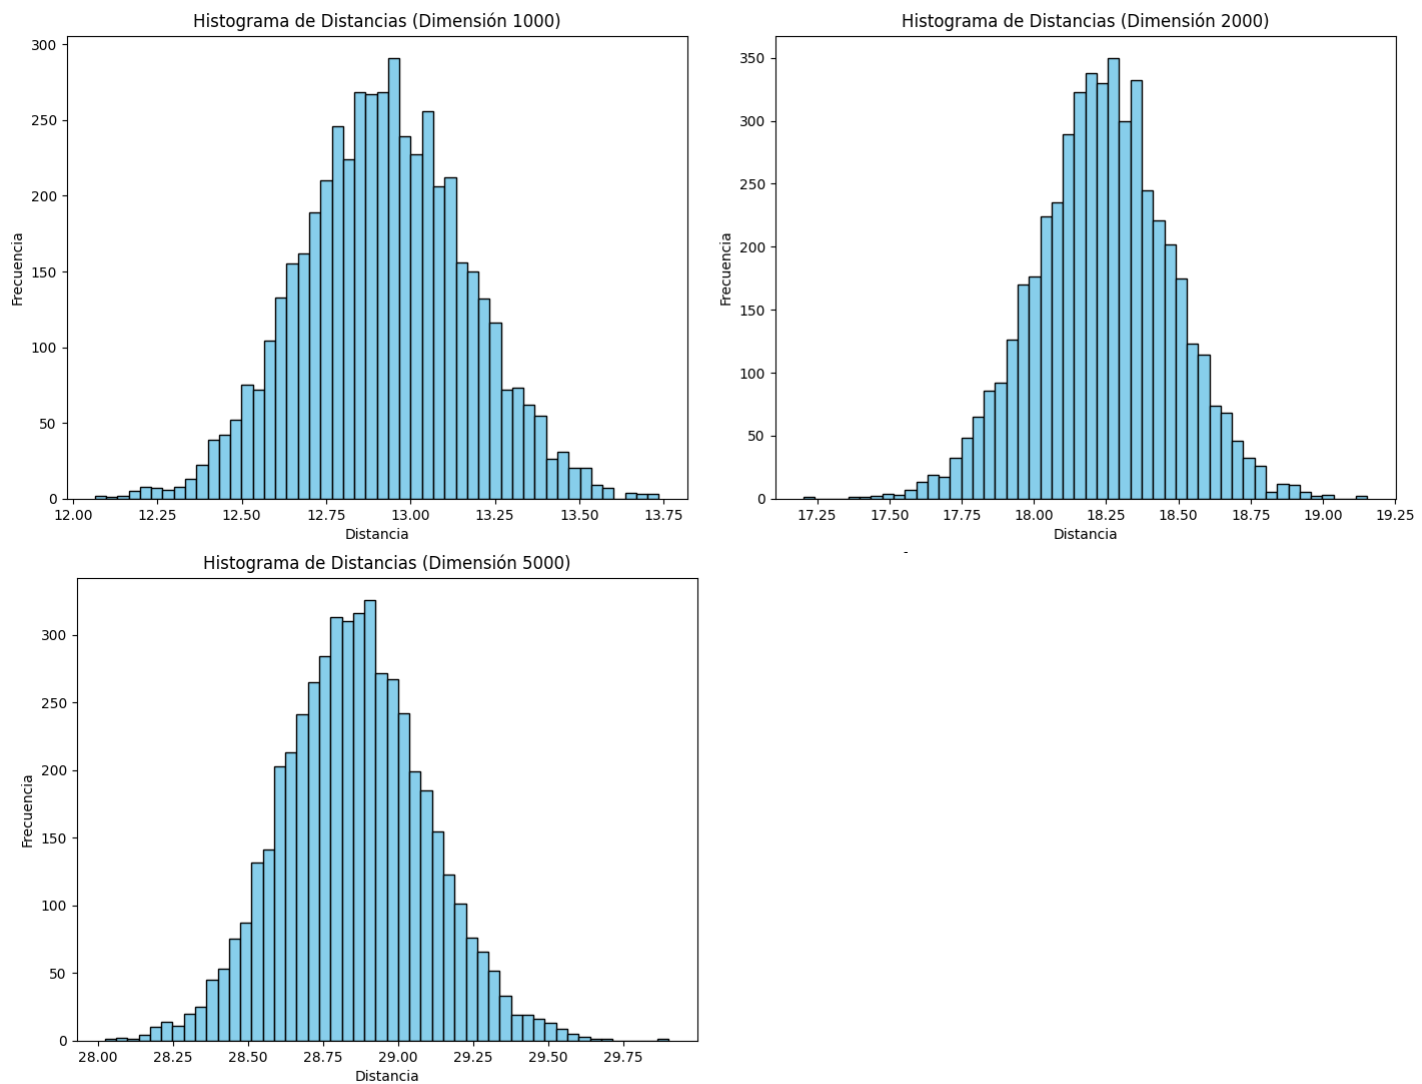 Histograma de Distancias (Dimensión 1000)
300
250
200
150
100
50
0
Frecuencia
12.00 12.25 12.50 12.75 13.00 13.25 13.50 13.75
Distancia
Histograma de Distancias (Dimensión 2000)
350
300
250
200
150
100
50
0
Frecuencia
17.25 17.50 17.75 18.00 18.25 18.50 18.75 19.00 19.25
Distancia
Histograma de Distancias (Dimensión 5000)
300
250
200
150
100
50
0
Frecuencia
28.00 28.25 28.50 28.75 29.00 29.25 29.50 29.75
Distancia